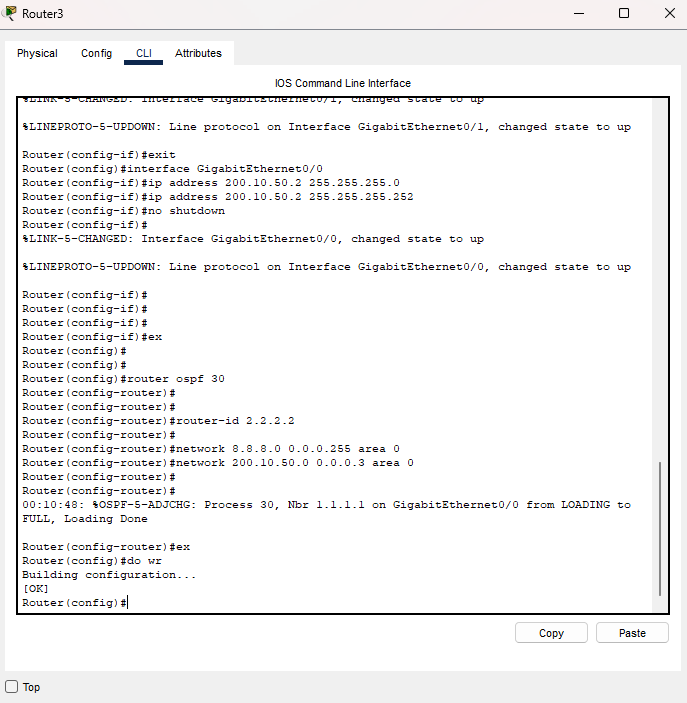 Router3
Physical Config CLI Attributes
IOS Command Line Interface
%LINK-5-CHANGED: Interface GigabitEthernet0/1, changed state to up
%LINEPROTO-5-UPDOWN: Line protocol on Interface GigabitEthernet0/1, changed state to up
Router(config-if)#exit
Router(config)#interface GigabitEthernet0/0
Router(config-if)#ip address 200.10.50.2 255.255.255.0
Router(config-if)#ip address 200.10.50.2 255.255.255.252
Router(config-if)#no shutdown
Router(config-if)#
%LINK-5-CHANGED: Interface GigabitEthernet0/0, changed state to up
%LINEPROTO-5-UPDOWN: Line protocol on Interface GigabitEthernet0/0, changed state to up
Router(config-if)#
Router(config-if)#
Router(config-if)#
Router(config-if)#ex
Router(config)#
Router(config)#
Router(config)#router ospf 30
Router(config-router)#
Router(config-router)#
Router(config-router)#router-id 2.2.2.2
Router(config-router)#
Router(config-router)#network 8.8.8.0 0.0.0.255 area 0
Router(config-router)#network 200.10.50.0 0.0.0.3 area 0
Router(config-router)#
Router(config-router)#
00:10:48: %OSPF-5-ADJCHG: Process 30, Nbr 1.1.1.1 on GigabitEthernet0/0 from LOADING to
FULL, Loading Done
Router(config-router)#ex
Router(config)#do wr
Building configuration...
[OK]
Router(config)#
Copy Paste
Top